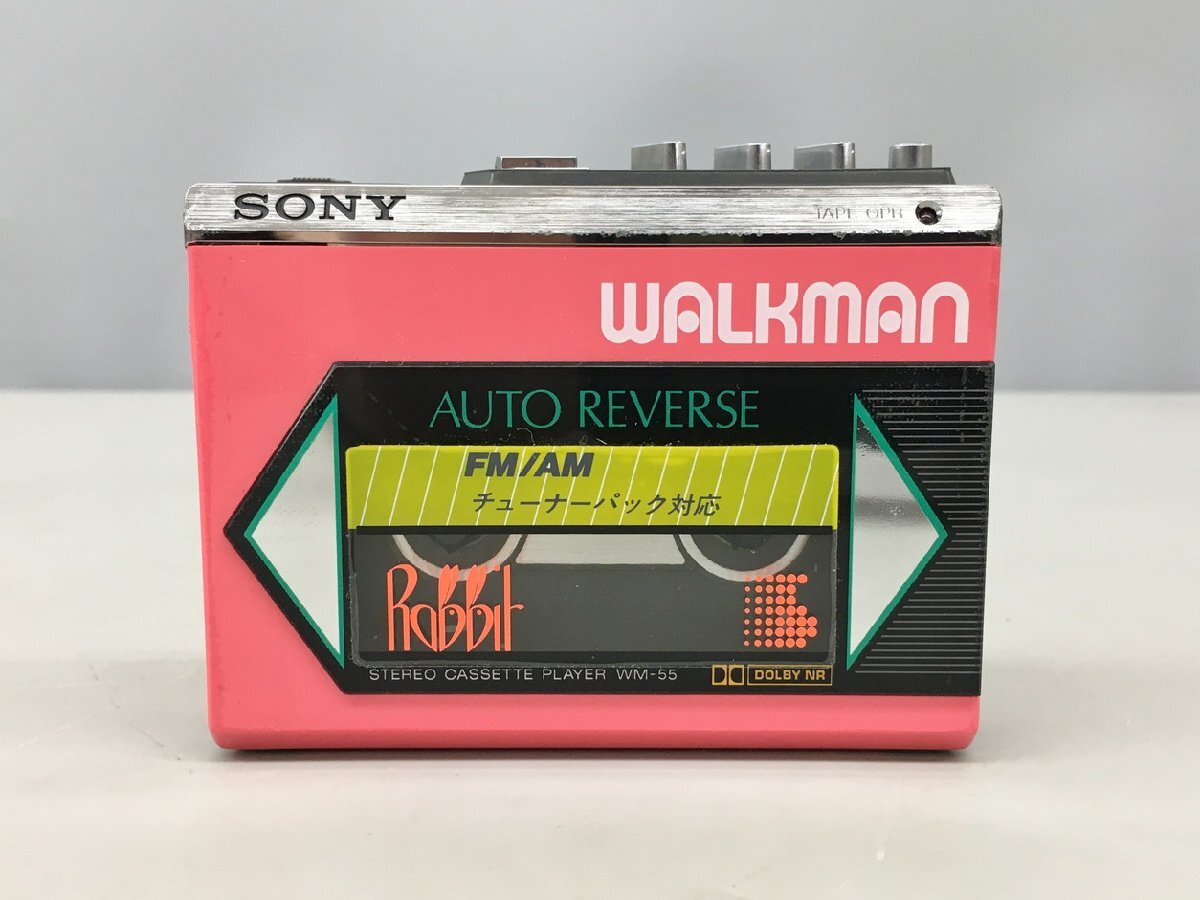 SONY
TAPE OPR
WALKMAN
AUTO REVERSE
FM/AM
チューナーパック対応
Rabbit
STEREO CASSETTE PLAYER WM-55
DOLBY NR